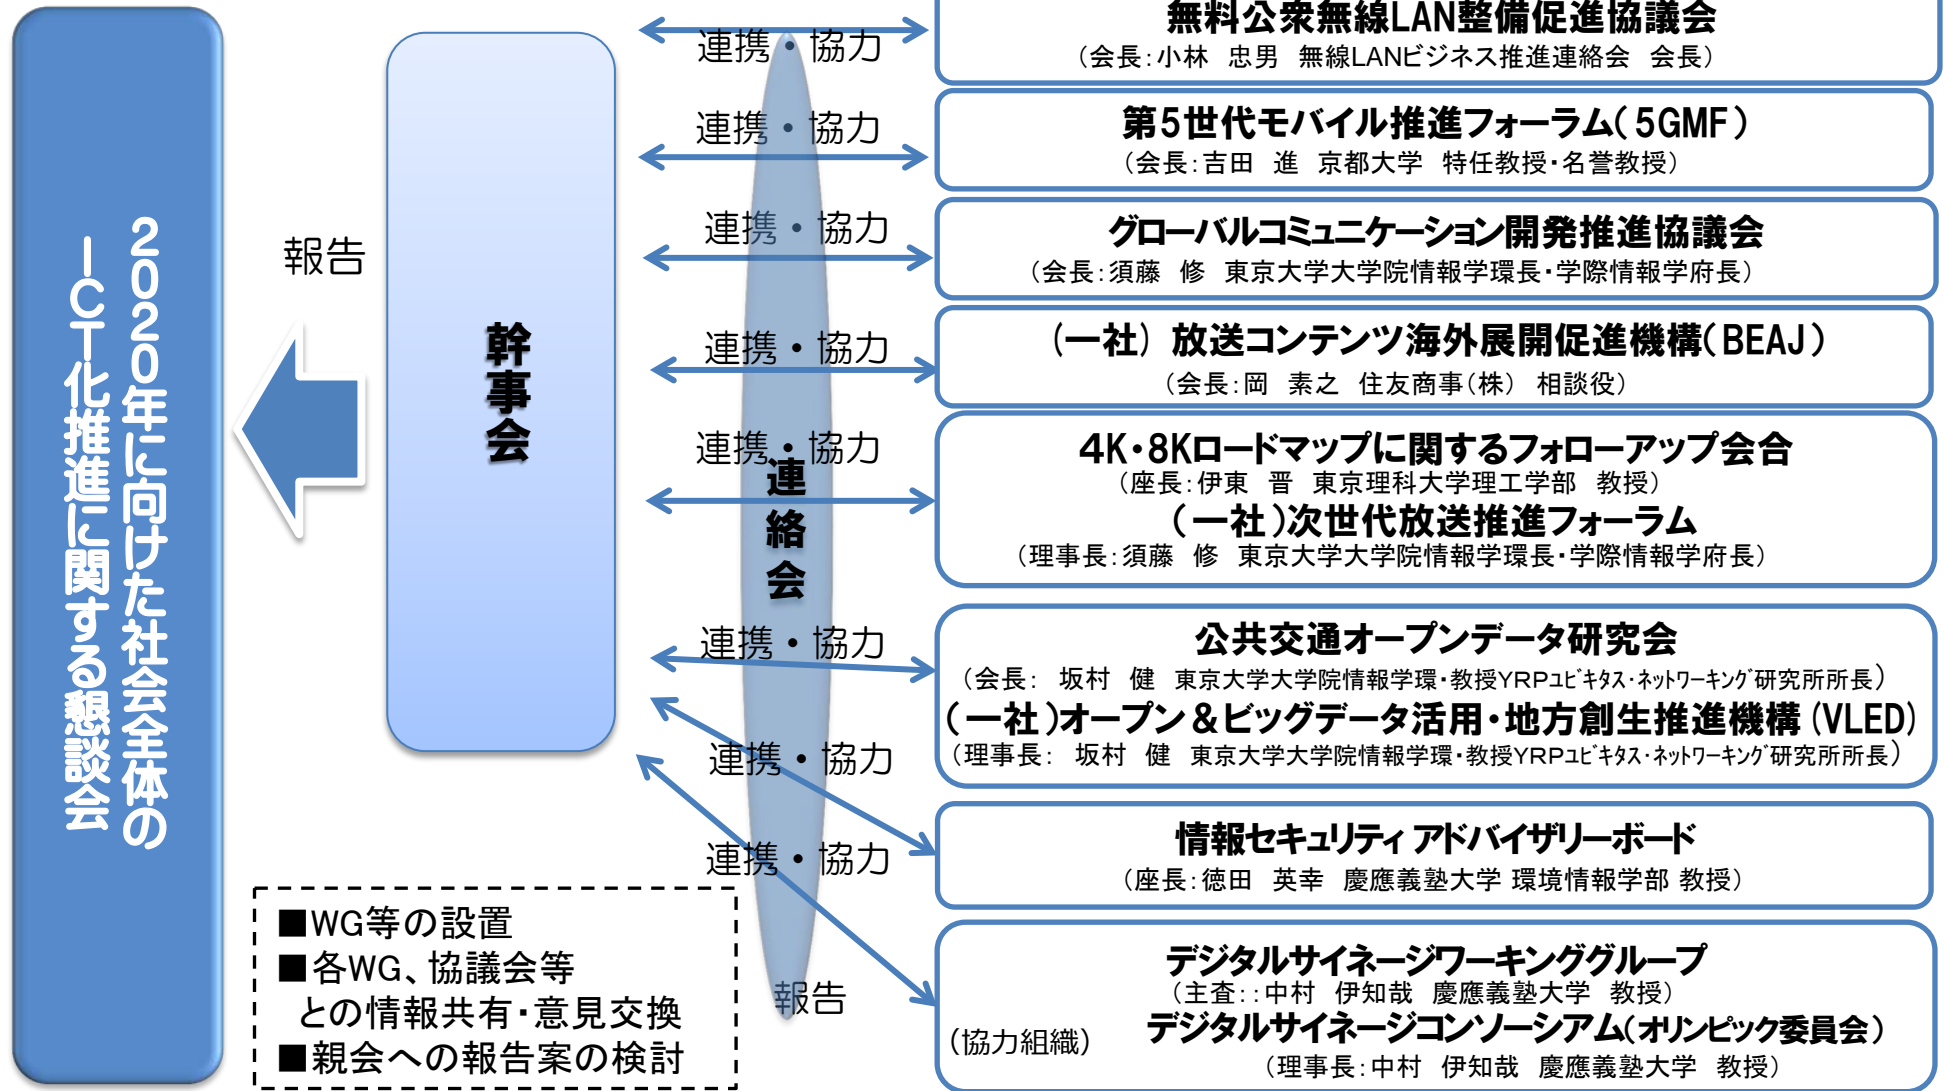 2020年に向けた社会全体の
ICT化推進に関する懇談会
報告
幹事会
■WG等の設置
■各WG、協議会等
との情報共有・意見交換
■親会への報告案の検討
連絡会
連携・協力
連携・協力
連携・協力
連携・協力
連携・協力
連携・協力
連携・協力
連携・協力
報告
無料公衆無線LAN整備促進協議会
（会長：小林　忠男　無線LANビジネス推進連絡会　会長）
第5世代モバイル推進フォーラム（5GMF）
（会長：吉田　進　京都大学　特任教授・名誉教授）
グローバルコミュニケーション開発推進協議会
（会長：須藤　修　東京大学大学院情報学環長・学際情報学府長）
（一社）放送コンテンツ海外展開促進機構（BEAJ）
（会長：岡　素之　住友商事（株）　相談役）
4K・8Kロードマップに関するフォローアップ会合
（座長：伊東　晋　東京理科大学理工学部　教授）
（一社）次世代放送推進フォーラム
（理事長：須藤　修　東京大学大学院情報学環長・学際情報学府長）
公共交通オープンデータ研究会
（会長：　坂村　健　東京大学大学院情報学環・教授YRPﾕﾋﾞｷﾀｽ・ﾈｯﾄﾜｰｷﾝｸﾞ研究所所長）
（一社）オープン＆ビッグデータ活用・地方創生推進機構（VLED）
（理事長：　坂村　健　東京大学大学院情報学環・教授YRPﾕﾋﾞｷﾀｽ・ﾈｯﾄﾜｰｷﾝｸﾞ研究所所長）
情報セキュリティ アドバイザリーボード
（座長：徳田　英幸　慶應義塾大学 環境情報学部 教授）
デジタルサイネージワーキンググループ
（主査：：中村　伊知哉　慶應義塾大学　教授）
（協力組織）　デジタルサイネージコンソーシアム（オリンピック委員会）
（理事長：中村　伊知哉　慶應義塾大学　教授）